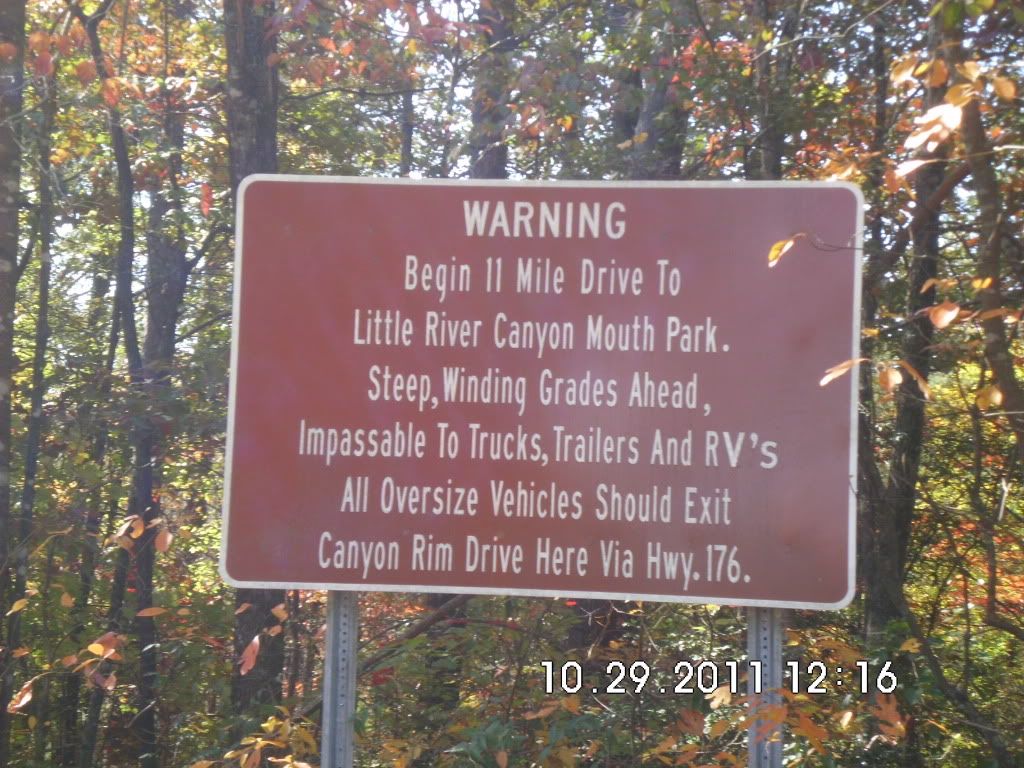 WARNING
Begin 11 Mile Drive To
Little River Canyon Mouth Park.
Steep, Winding Grades Ahead,
Impassable To Trucks, Trailers And RV's
All Oversize Vehicles Should Exit
Canyon Rim Drive Here Via Hwy. 176.
10.29.2011 12:16